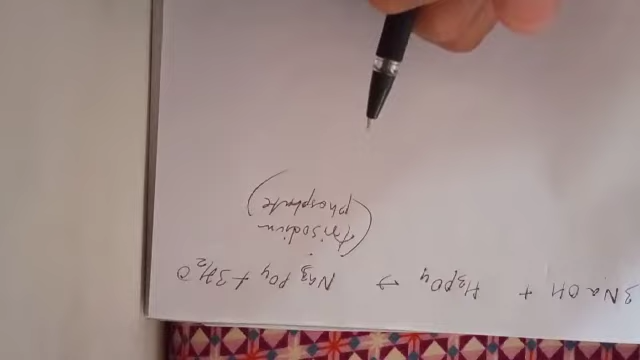 3NaOH + H₃PO₄ → Na₃PO₄ + 3H₂O
(trisodium
phosphate)